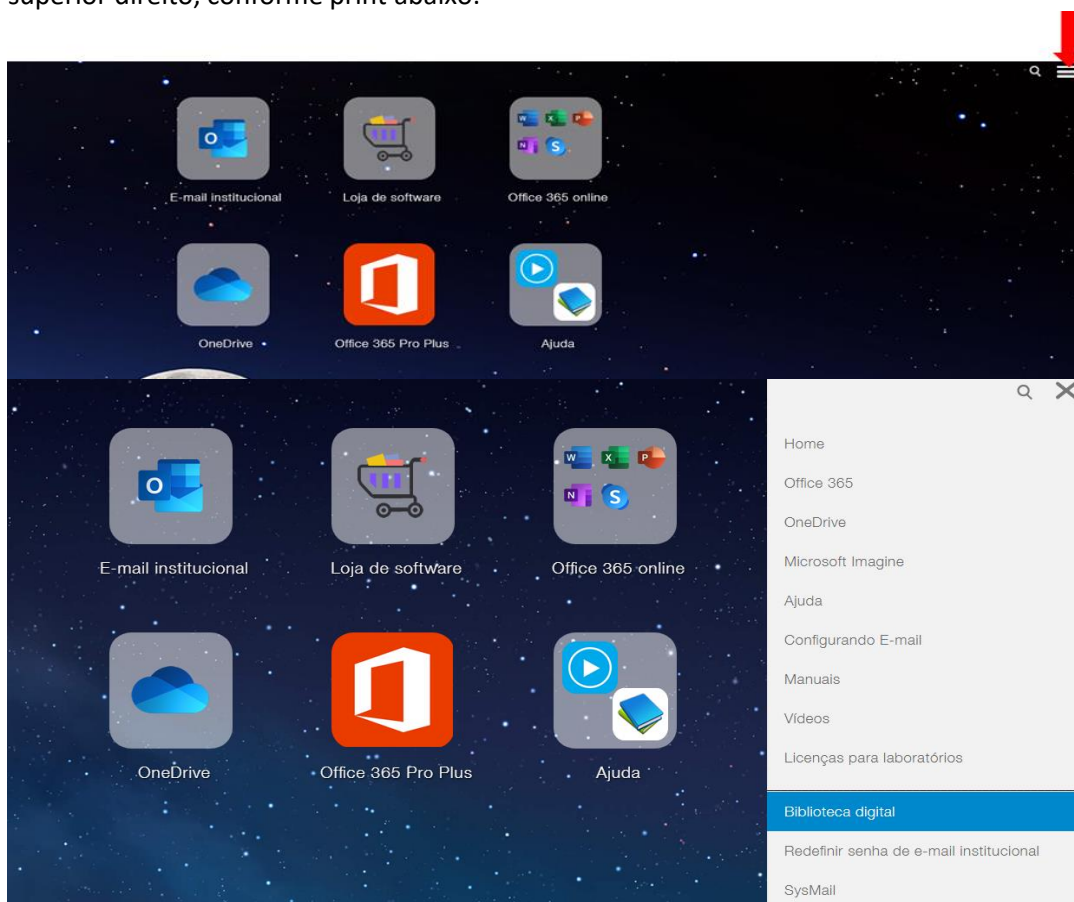 superior direito, conforme print abaixo:
E-mail institucional Loja de software Office 365 online
OneDrive Office 365 Pro Plus Ajuda
E-mail institucional Loja de software Office 365 online
OneDrive Office 365 Pro Plus Ajuda
Home
Office 365
OneDrive
Microsoft Imagine
Ajuda
Configurando E-mail
Manuais
Vídeos
Licenças para laboratórios
Biblioteca digital
Redefinir senha de e-mail institucional
SysMail